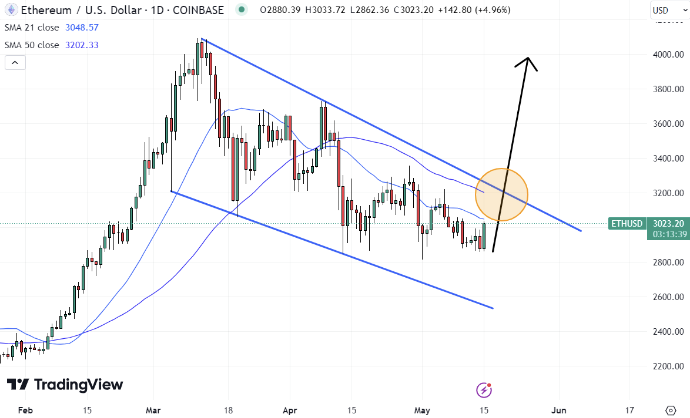 Ethereum / U.S. Dollar · 1D · COINBASE O2880.39 H3033.72 L2862.36 C3023.20 +142.80 (+4.96%) USD
SMA 21 close 3048.57
SMA 50 close 3202.33
4000.00
3800.00
3600.00
3400.00
3200.00
ETHUSD 3023.20
03:13:39
2800.00
2600.00
2400.00
2200.00
TradingView
Feb 15 Mar 18 Apr 15 May 15 Jun 17